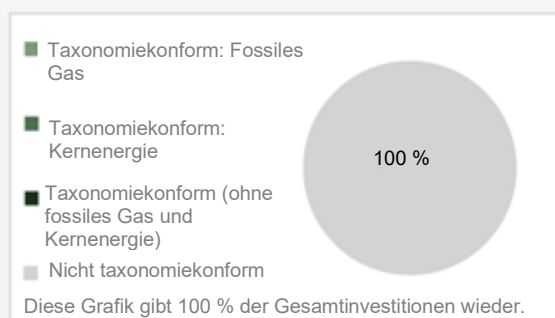 Taxonomiekonform: Fossiles
Gas
Taxonomiekonform:
Kernenergie
Taxonomiekonform (ohne
fossiles Gas und
Kernenergie)
Nicht taxonomiekonform
100 %
Diese Grafik gibt 100 % der Gesamtinvestitionen wieder.